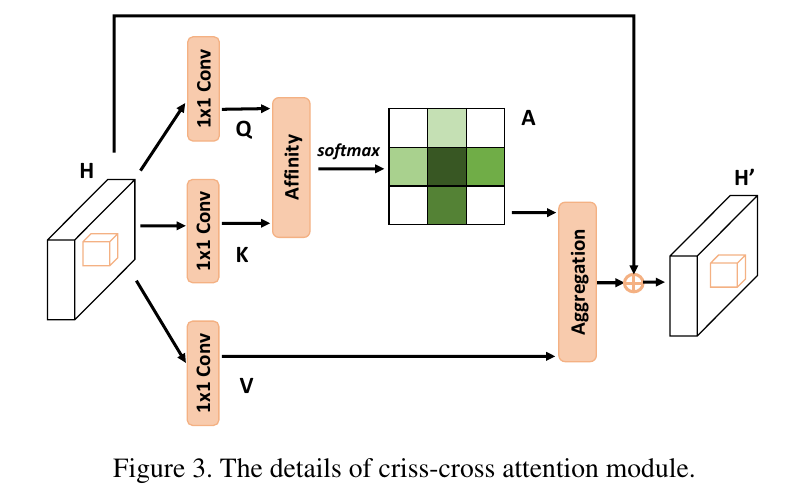 1x1 Conv
Q
Affinity
softmax
A
H
1x1 Conv
K
H’
Aggregation
1x1 Conv
V
Figure 3. The details of criss-cross attention module.